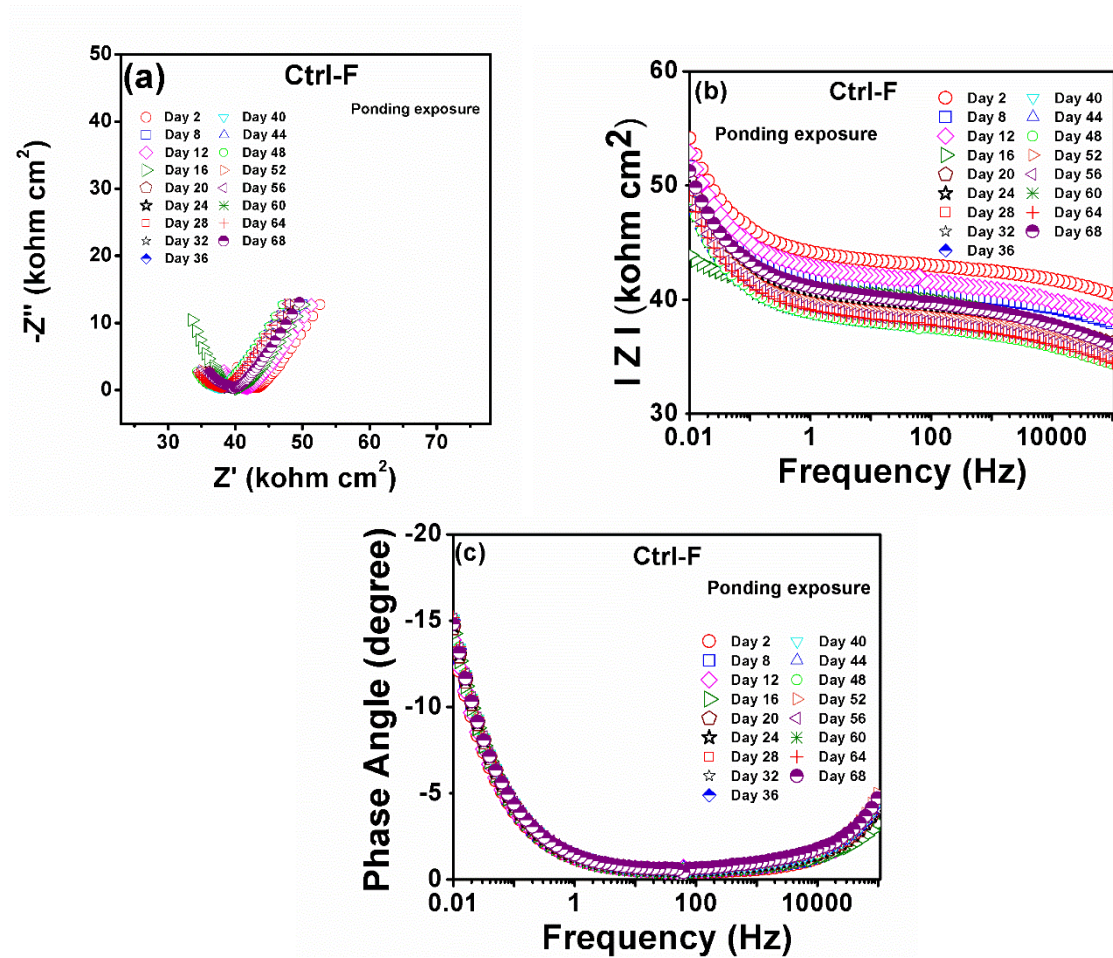 (a)
Ctrl-F
Ponding exposure
Day 2 Day 40
Day 8 Day 44
Day 12 Day 48
Day 16 Day 52
Day 20 Day 56
Day 24 Day 60
Day 28 Day 64
Day 32 Day 68
Day 36
50
40
30
20
10
0
-Z'' (kohm cm²)
30 40 50 60 70
Z' (kohm cm²)
(b)
Ctrl-F
Ponding exposure
Day 2 Day 40
Day 8 Day 44
Day 12 Day 48
Day 16 Day 52
Day 20 Day 56
Day 24 Day 60
Day 28 Day 64
Day 32 Day 68
Day 36
60
50
40
30
I Z I (kohm cm²)
0.01 1 100 10000
Frequency (Hz)
(c)
Ctrl-F
Ponding exposure
Day 2 Day 40
Day 8 Day 44
Day 12 Day 48
Day 16 Day 52
Day 20 Day 56
Day 24 Day 60
Day 28 Day 64
Day 32 Day 68
Day 36
-20
-15
-10
-5
0
Phase Angle (degree)
0.01 1 100 10000
Frequency (Hz)